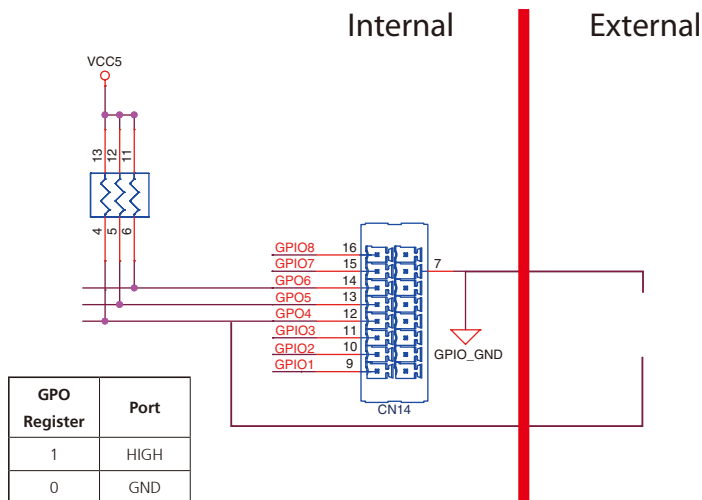 Internal External
VCC5
13 12 11
4 5 6
GPIO8 16
GPIO7 15 7
GPO6 14
GPO5 13
GPO4 12
GPIO3 11
GPIO2 10
GPIO1 9
GPIO_GND
CN14
GPO Register Port
1 HIGH
0 GND